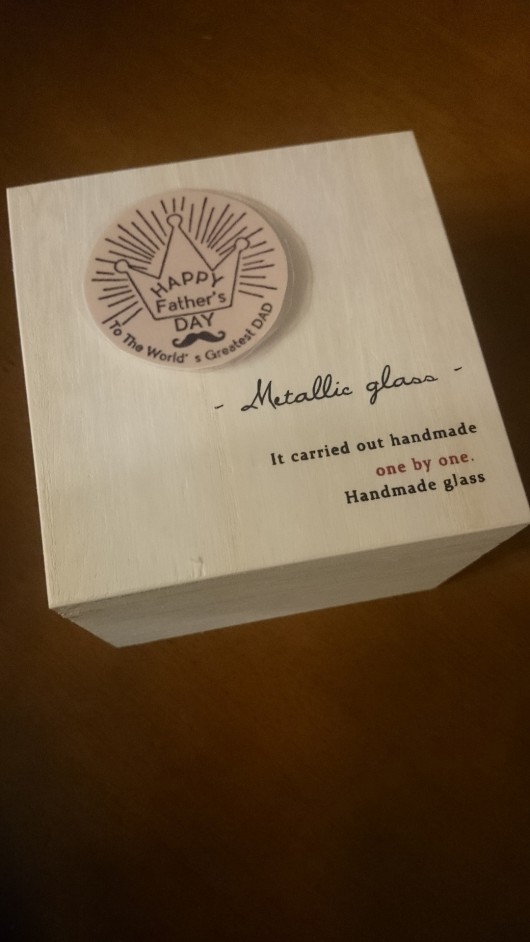 HAPPY
Father's
DAY
To The World's Greatest DAD
- Metallic glass -
It carried out handmade
one by one.
Handmade glass